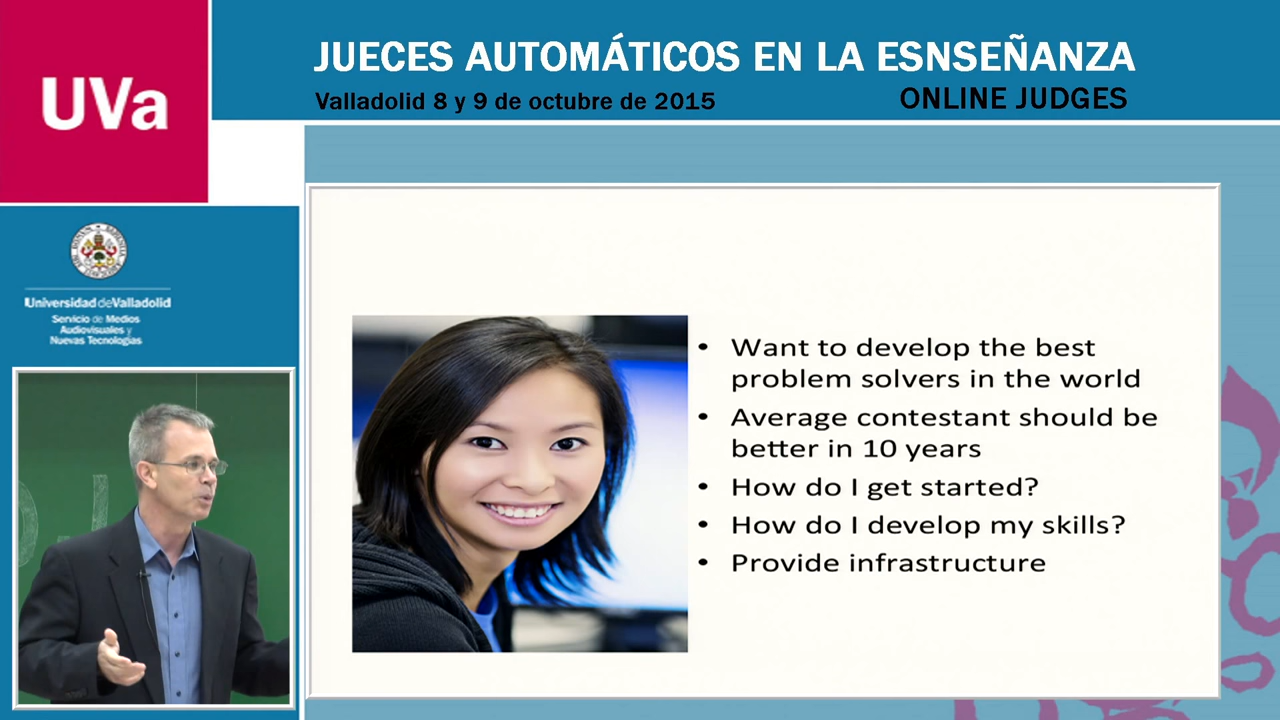 UVa
JUECES AUTOMÁTICOS EN LA ESNSEÑANZA
Valladolid 8 y 9 de octubre de 2015
ONLINE JUDGES
Universidad de Valladolid
Servicio de Medios
Audiovisuales y
Nuevas Tecnologías
• Want to develop the best
problem solvers in the world
• Average contestant should be
better in 10 years
• How do I get started?
• How do I develop my skills?
• Provide infrastructure